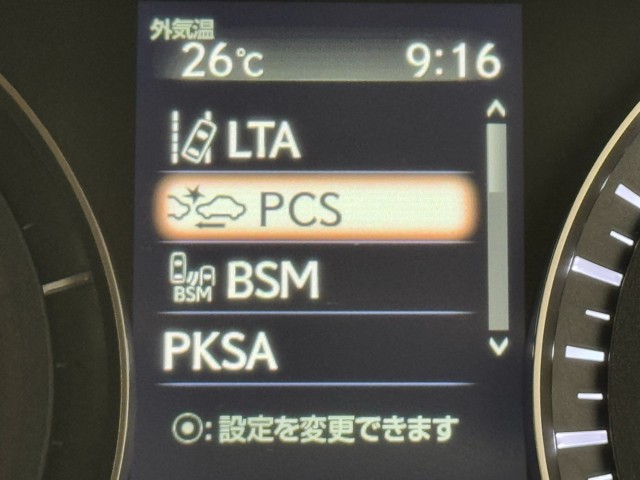 外気温
26℃ 9:16
LTA
PCS
BSM BSM
PKSA
⦿: 設定を変更できます